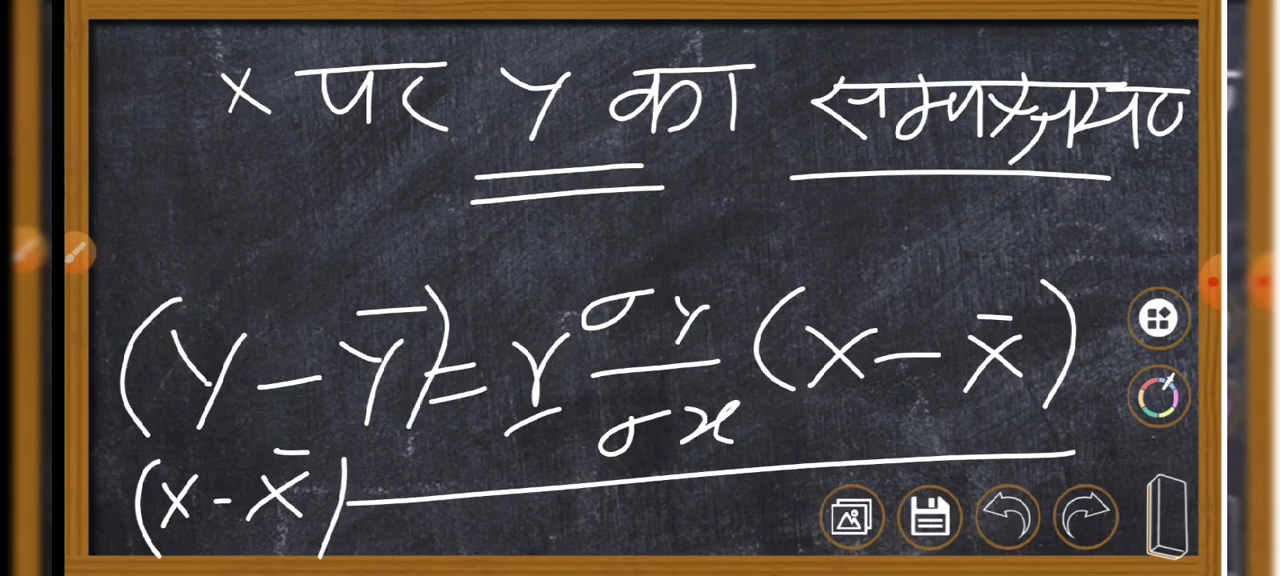 X पर Y का समाश्रयण
(Y - Y̅) = r σy/σx (X - X̅)
(X - X̅)